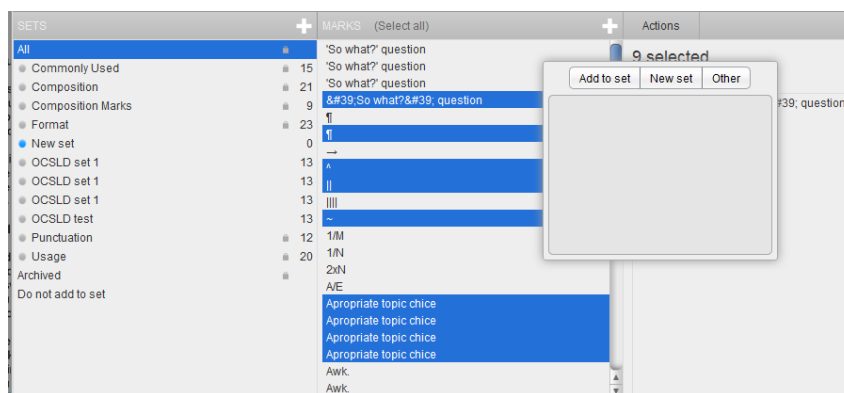 SETS
All
Commonly Used 15
Composition 21
Composition Marks 9
Format 23
New set 0
OCSLD set 1 13
OCSLD set 1 13
OCSLD set 1 13
OCSLD test 13
Punctuation 12
Usage 20
Archived
Do not add to set
MARKS (Select all)
'So what?' question
'So what?' question
'So what?' question
&#39;So what?&#39; question
¶
¶
→
^
||
||||
~
1/M
1/N
2xN
A/E
Apropriate topic chice
Apropriate topic chice
Apropriate topic chice
Apropriate topic chice
Awk.
Awk.
Actions
9 selected
Add to set New set Other
#39; question